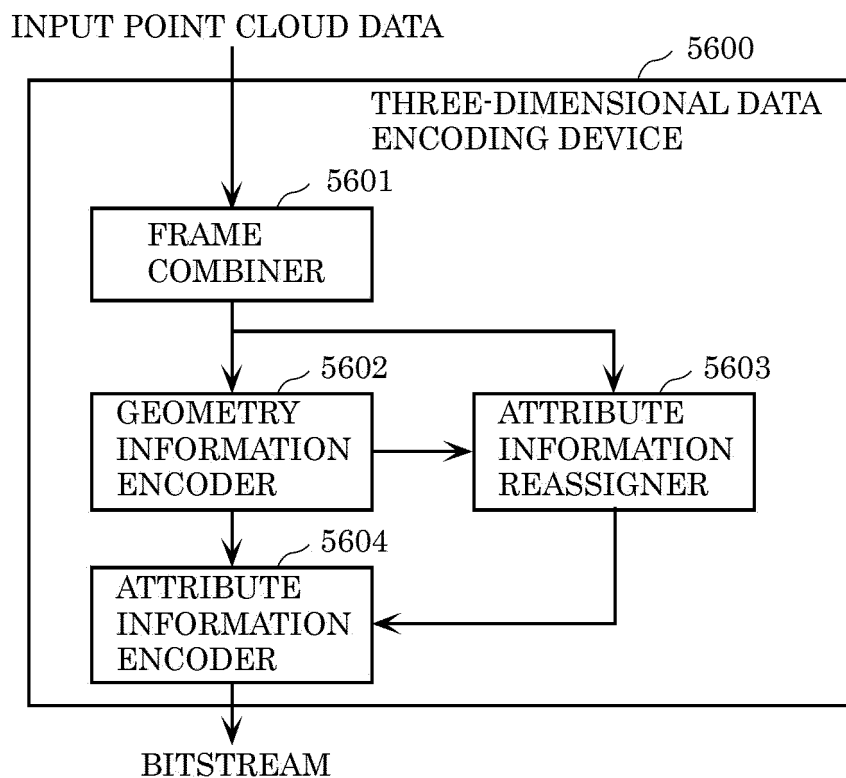 INPUT POINT CLOUD DATA
5600
THREE-DIMENSIONAL DATA
ENCODING DEVICE
5601
FRAME
COMBINER
5602
GEOMETRY
INFORMATION
ENCODER
5603
ATTRIBUTE
INFORMATION
REASSIGNER
5604
ATTRIBUTE
INFORMATION
ENCODER
BITSTREAM